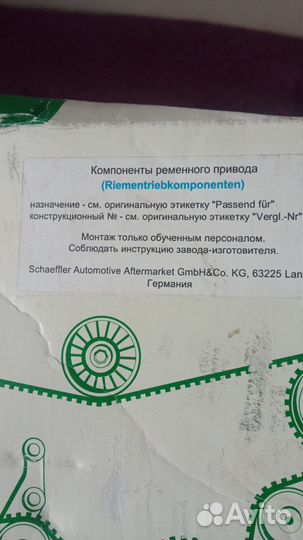 Компоненты ременного привода
(Riementriebkomponenten)
назначение - см. оригинальную этикетку "Passend für"
конструкционный № - см. оригинальную этикетку "Vergl.-Nr"
Монтаж только обученным персоналом.
Соблюдать инструкцию завода-изготовителя.
Schaeffler Automotive Aftermarket GmbH&Co. KG, 63225 Lan
Германия
Avito